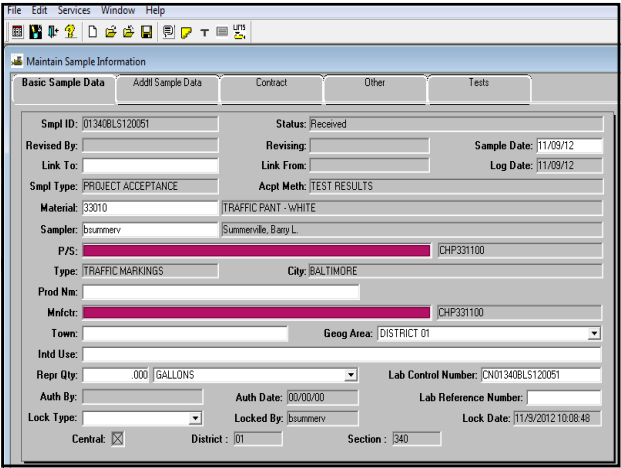 File Edit Services Window Help
LIMS
Maintain Sample Information
Basic Sample Data Addtl Sample Data Contract Other Tests
Smpl ID: 01340BLS120051 Status: Received
Revised By: Revising: Sample Date: 11/09/12
Link To: Link From: Log Date: 11/09/12
Smpl Type: PROJECT ACCEPTANCE Acpt Meth: TEST RESULTS
Material: 33010 TRAFFIC PANT - WHITE
Sampler: bsummerv Summerville, Barry L.
P/S: CHP331100
Type: TRAFFIC MARKINGS City: BALTIMORE
Prod Nm:
Mnfctr: CHP331100
Town: Geog Area: DISTRICT 01
Intd Use:
Repr Qty: .000 GALLONS Lab Control Number: CN01340BLS120051
Auth By: Auth Date: 00/00/00 Lab Reference Number:
Lock Type: Locked By: bsummerv Lock Date: 11/9/2012 10:08:48
Central: District : 01 Section : 340